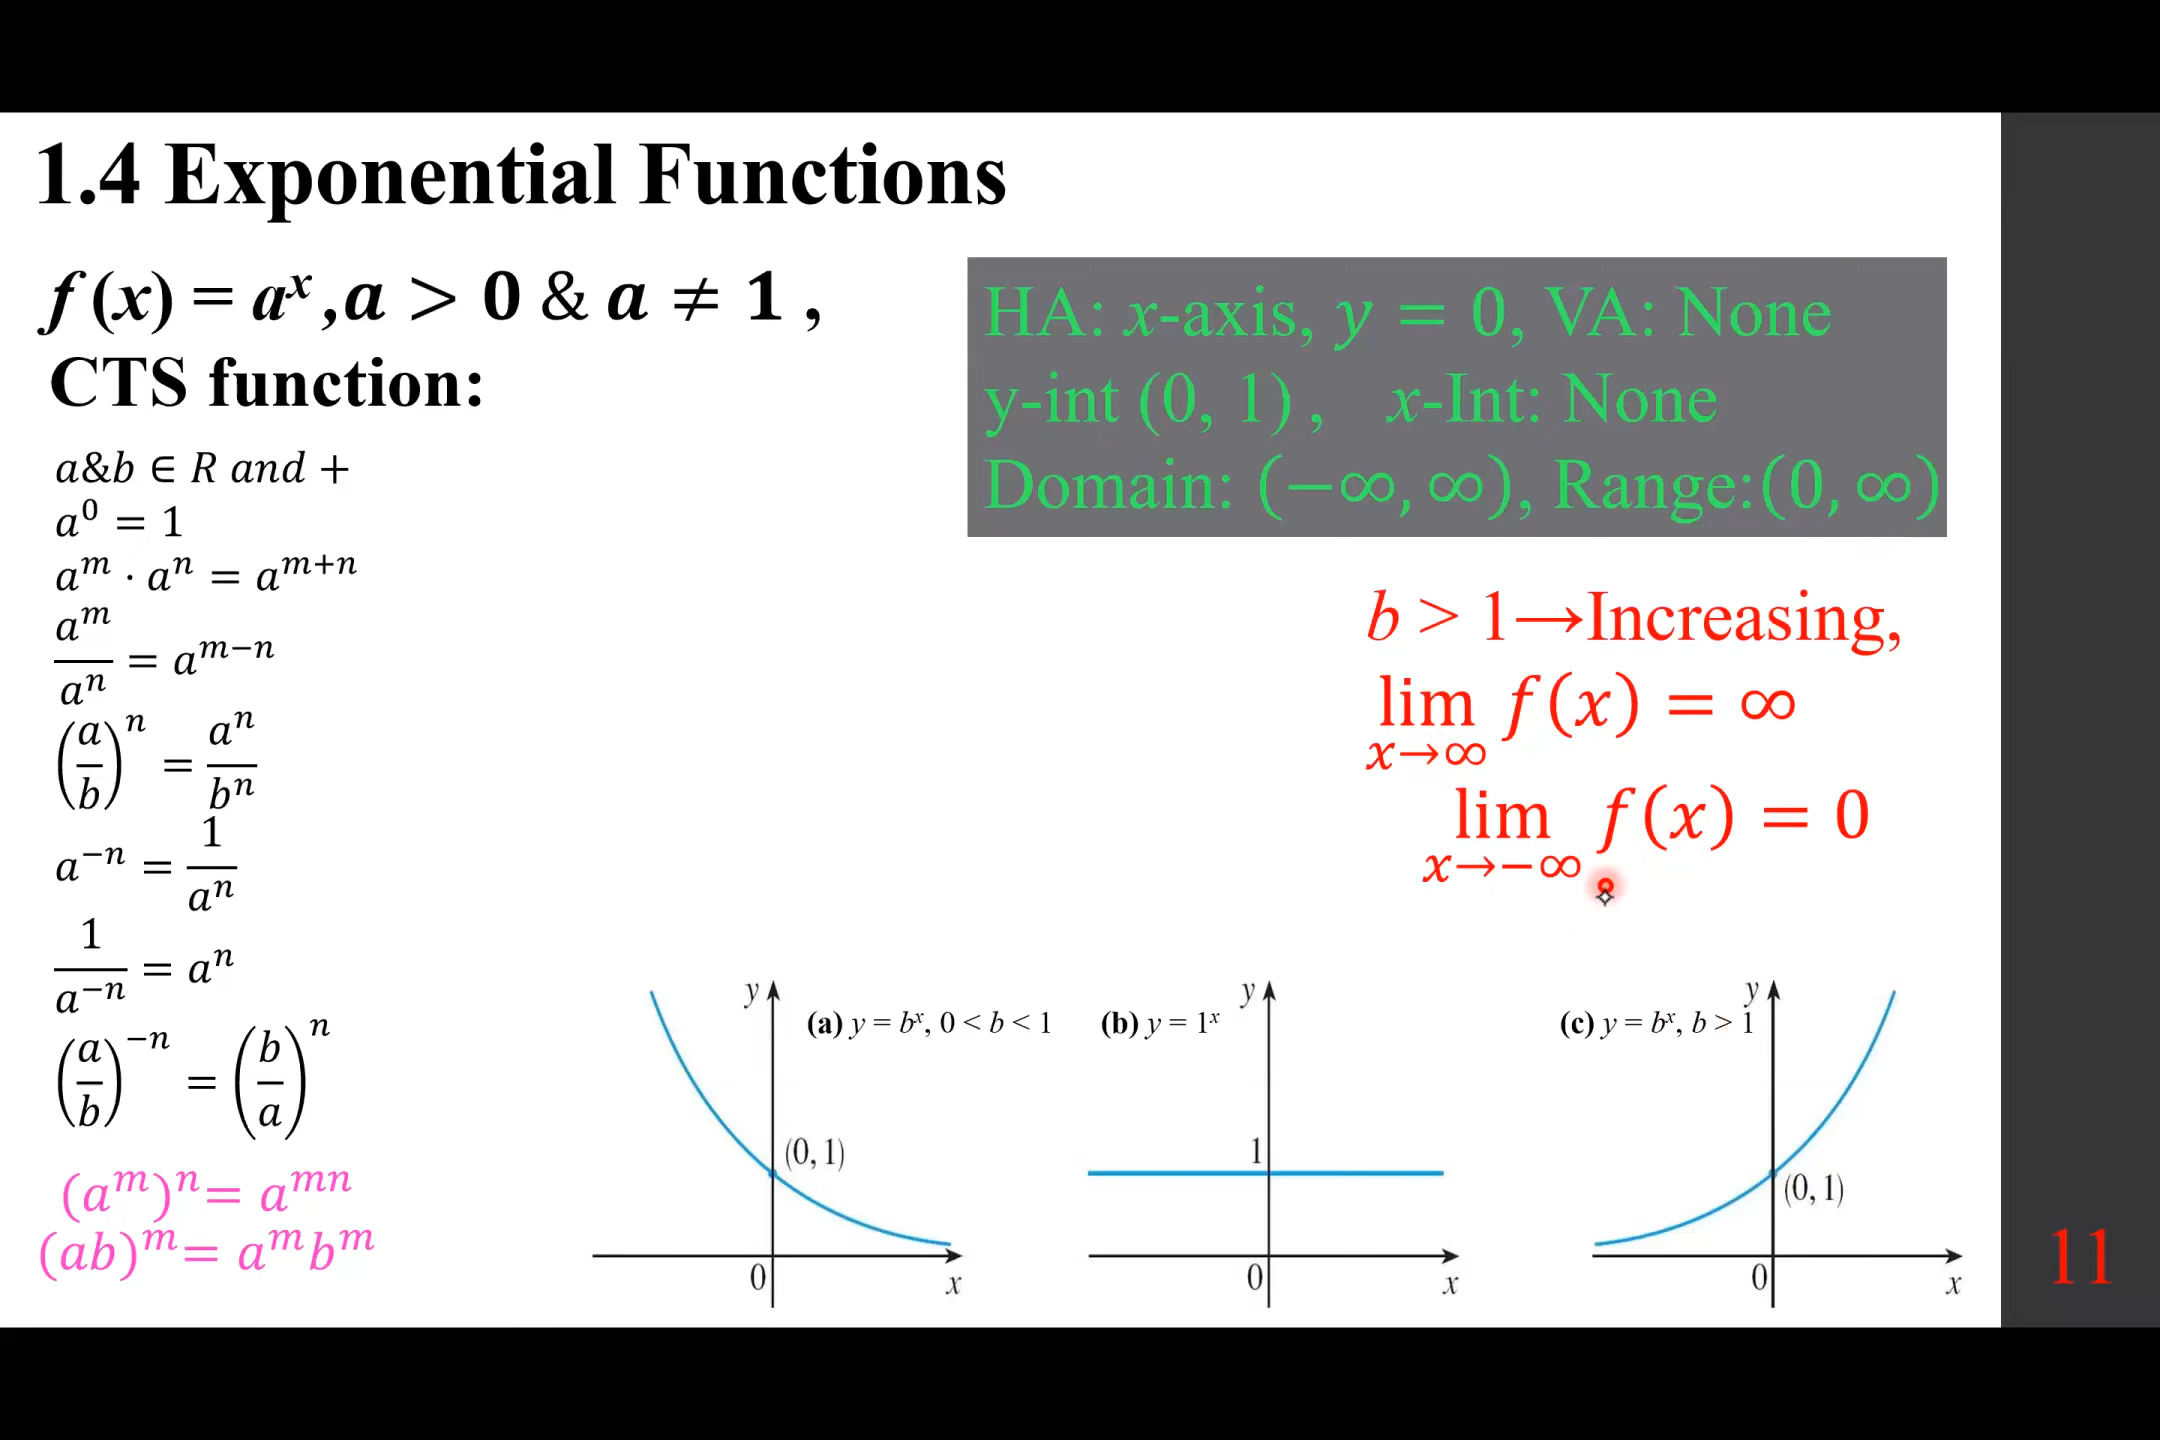 1.4 Exponential Functions
f(x) = aˣ, a > 0 & a ≠ 1 ,
CTS function:
a&b ∈ R and +
a⁰ = 1
aᵐ · aⁿ = aᵐ⁺ⁿ
aᵐ/aⁿ = aᵐ⁻ⁿ
(a/b)ⁿ = aⁿ/bⁿ
a⁻ⁿ = 1/aⁿ
1/a⁻ⁿ = aⁿ
(a/b)⁻ⁿ = (b/a)ⁿ
(aᵐ)ⁿ= aᵐⁿ
(ab)ᵐ= aᵐbᵐ
HA: x-axis, y = 0, VA: None
y-int (0, 1) , x-Int: None
Domain: (−∞, ∞), Range:(0, ∞)
b > 1→Increasing,
lim x→∞ f(x) = ∞
lim x→−∞ f(x) = 0
y
(a) y = bˣ, 0 < b < 1
(0, 1)
0
x
(b) y = 1ˣ
y
1
0
x
(c) y = bˣ, b > 1
y
(0, 1)
0
x
11